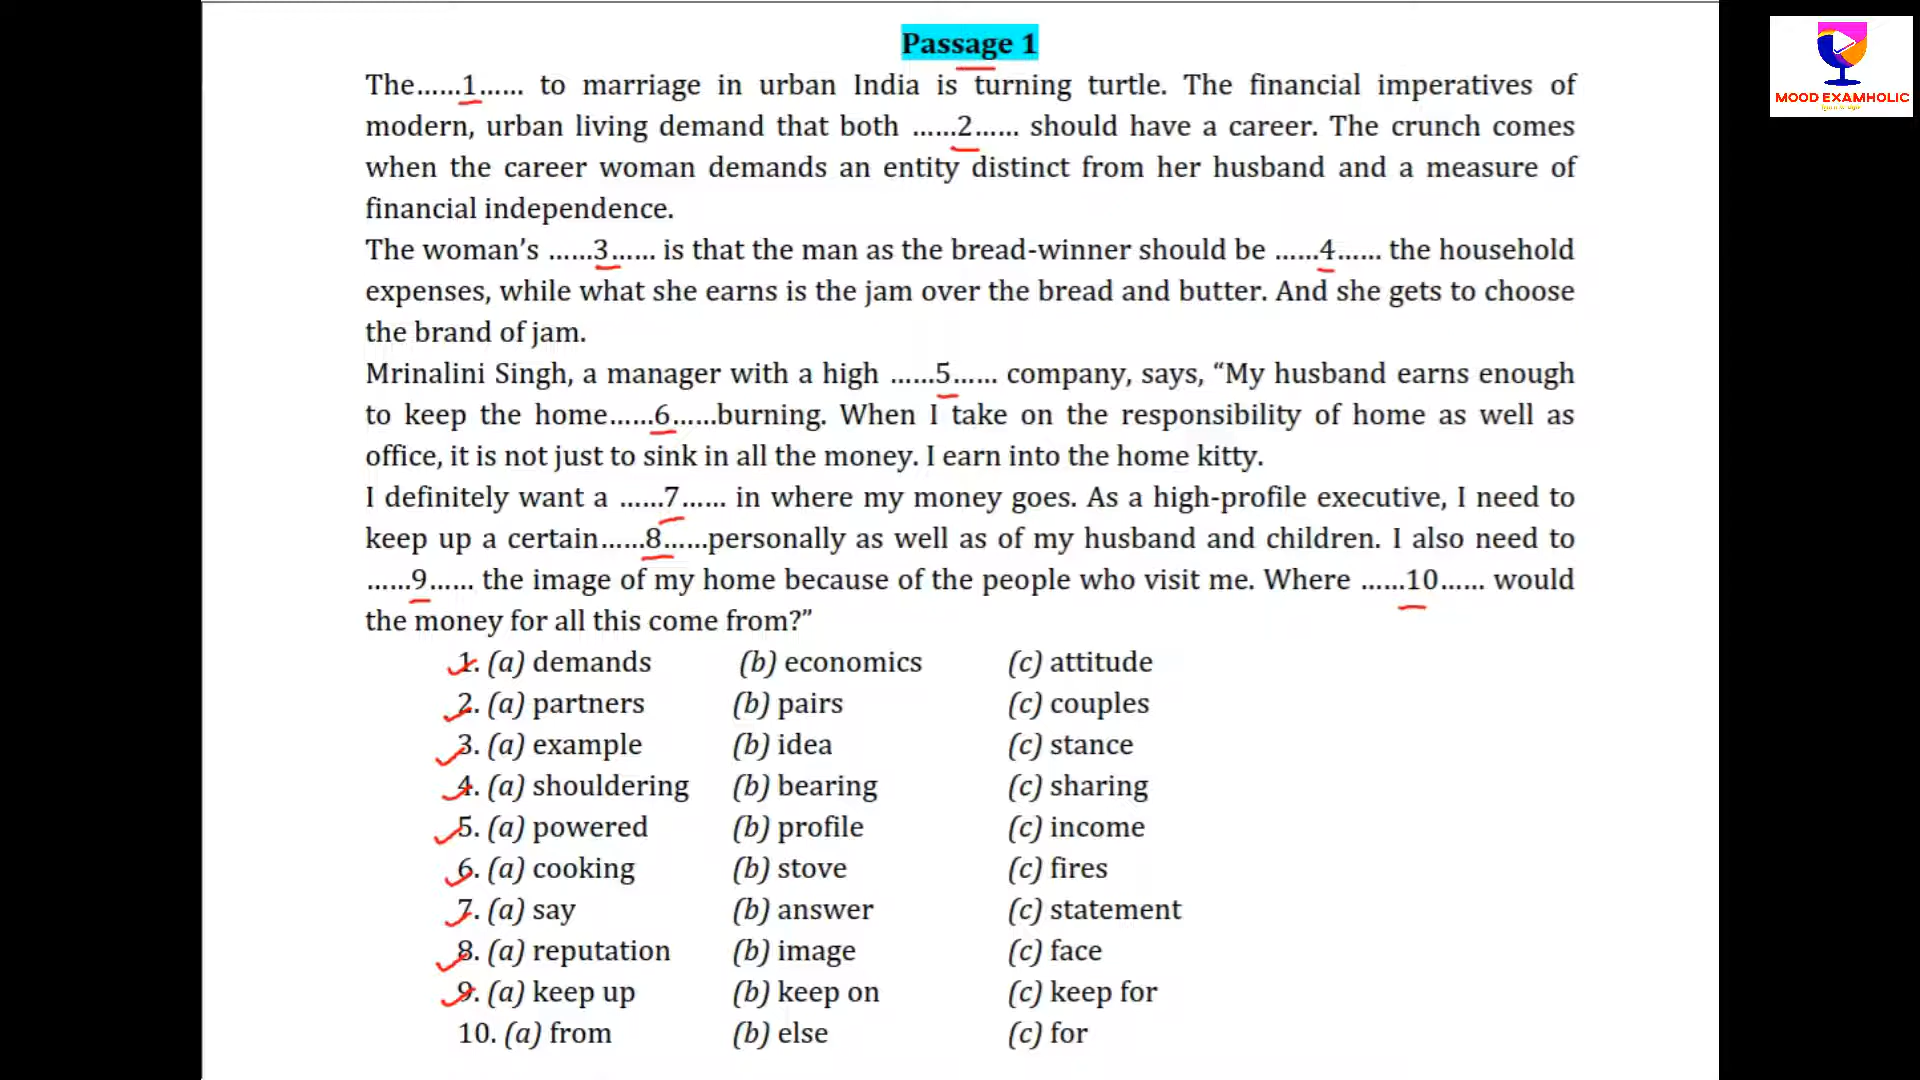 Passage 1
The......1...... to marriage in urban India is turning turtle. The financial imperatives of
modern, urban living demand that both ......2...... should have a career. The crunch comes
when the career woman demands an entity distinct from her husband and a measure of
financial independence.
The woman’s ......3...... is that the man as the bread-winner should be ......4...... the household
expenses, while what she earns is the jam over the bread and butter. And she gets to choose
the brand of jam.
Mrinalini Singh, a manager with a high ......5...... company, says, “My husband earns enough
to keep the home......6......burning. When I take on the responsibility of home as well as
office, it is not just to sink in all the money. I earn into the home kitty.
I definitely want a ......7...... in where my money goes. As a high-profile executive, I need to
keep up a certain......8......personally as well as of my husband and children. I also need to
......9...... the image of my home because of the people who visit me. Where ......10...... would
the money for all this come from?”
1. (a) demands (b) economics (c) attitude
2. (a) partners (b) pairs (c) couples
3. (a) example (b) idea (c) stance
4. (a) shouldering (b) bearing (c) sharing
5. (a) powered (b) profile (c) income
6. (a) cooking (b) stove (c) fires
7. (a) say (b) answer (c) statement
8. (a) reputation (b) image (c) face
9. (a) keep up (b) keep on (c) keep for
10. (a) from (b) else (c) for
MOOD EXAMHOLIC